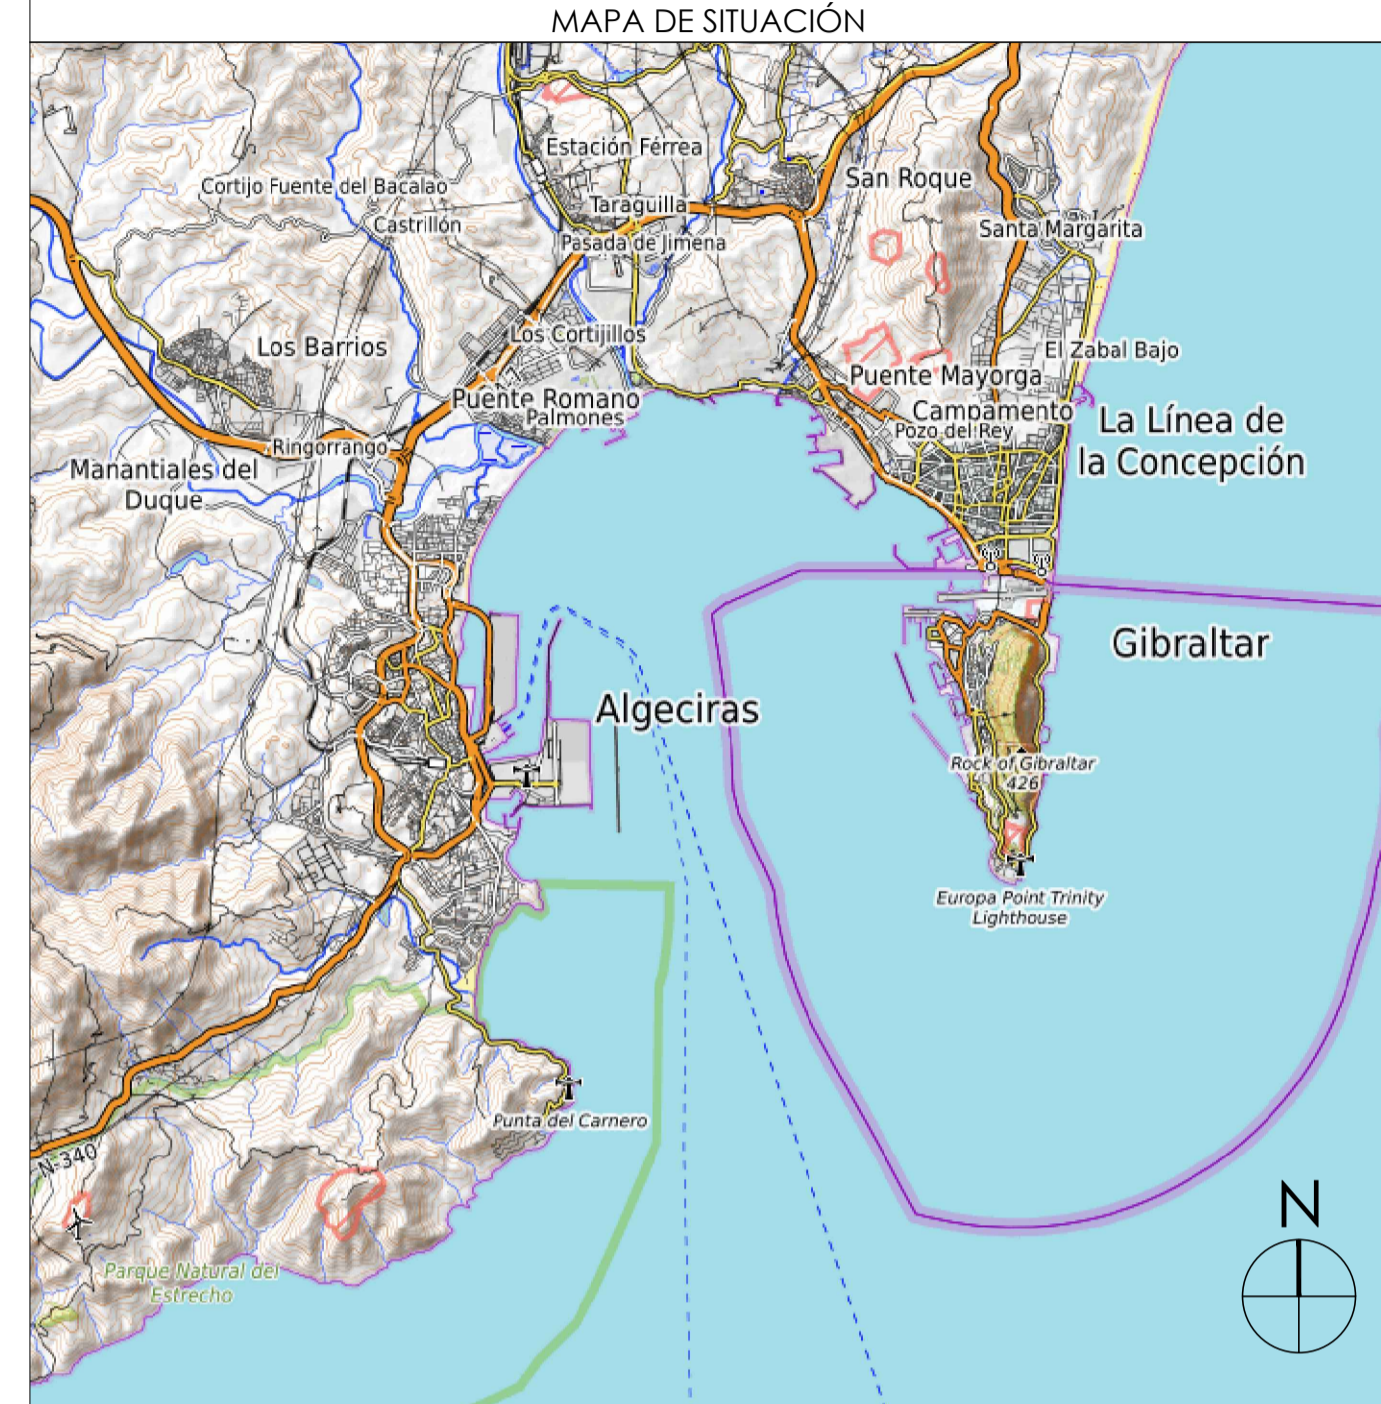 MAPA DE SITUACIÓN
Estación Férrea
San Roque
Cortijo Fuente del Bacalao
Taraguilla
Castrillón
Santa Margarita
Pasada de Jimena
Los Cortijillos
Los Barrios
El Zabal Bajo
Puente Mayorga
Puente Romano
Palmones
Campamento
Pozo del Rey
La Línea de
la Concepción
Ringorrango
Manantiales del
Duque
Gibraltar
Algeciras
Rock of Gibraltar
426
Europa Point Trinity
Lighthouse
Punta del Carnero
N-340
N
Parque Natural del
Estrecho